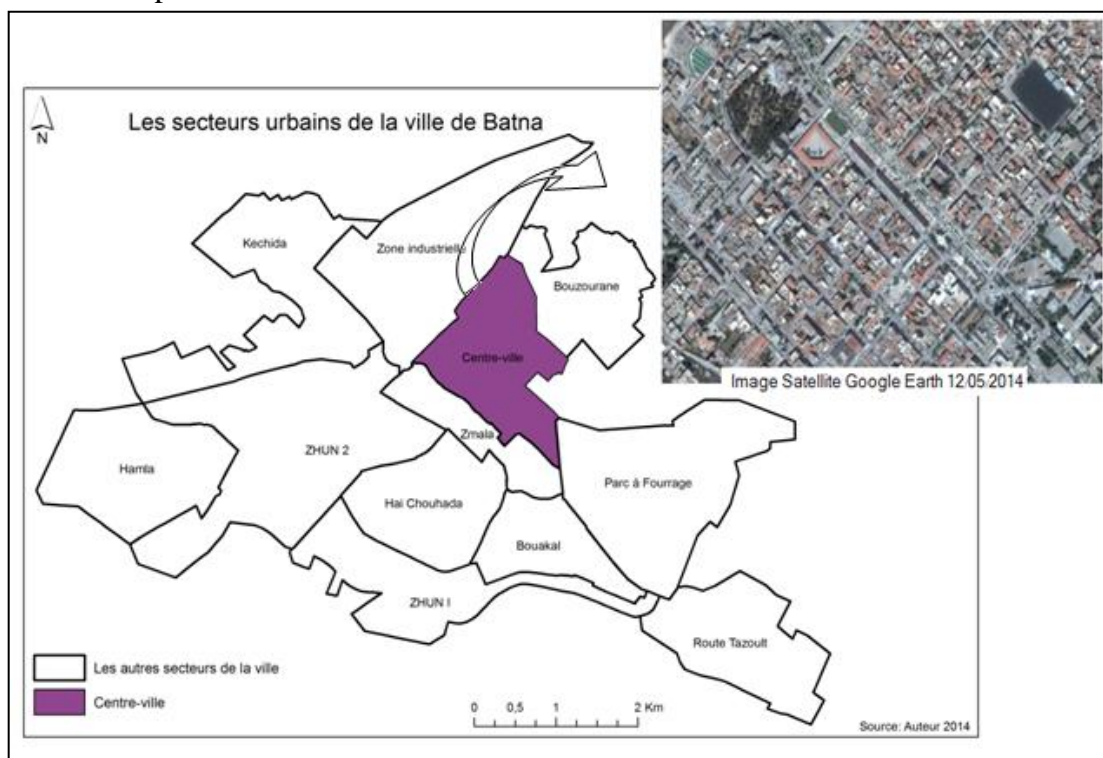 Image Satellite Google Earth 12.05.2014
N
Les secteurs urbains de la ville de Batna
Kechida
Zone industrielle
Bouzourane
Centre-ville
Zmala
ZHUN 2
Hamla
Parc à Fourrage
Hai Chouhada
Bouakal
ZHUN I
Route Tazoult
Les autres secteurs de la ville
Centre-ville
0 0,5 1 2 Km
Source: Auteur 2014